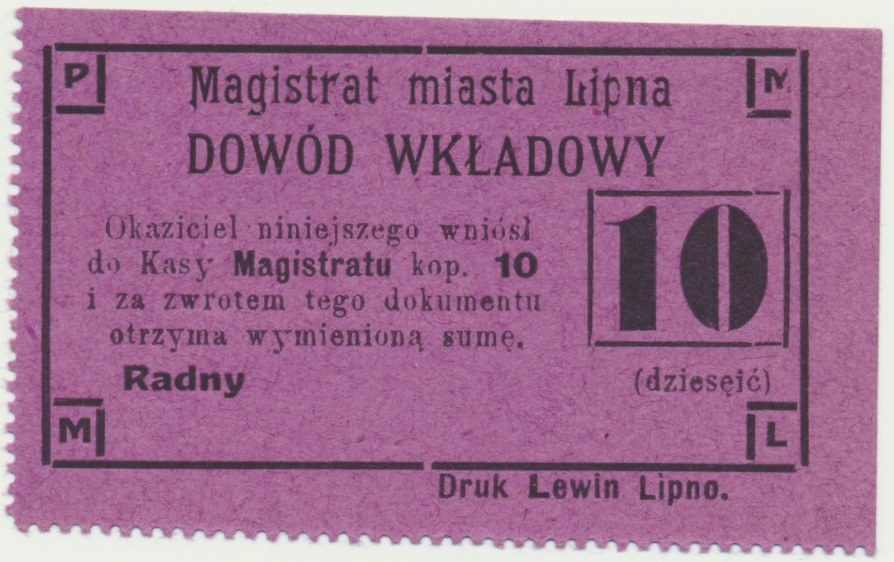 P
M
Magistrat miasta Lipna
DOWÓD WKŁADOWY
Okaziciel niniejszego wniósł
do Kasy Magistratu kop. 10
i za zwrotem tego dokumentu
otrzyma wymienioną sumę.
10
Radny
(dziesęić)
M
L
Druk Lewin Lipno.